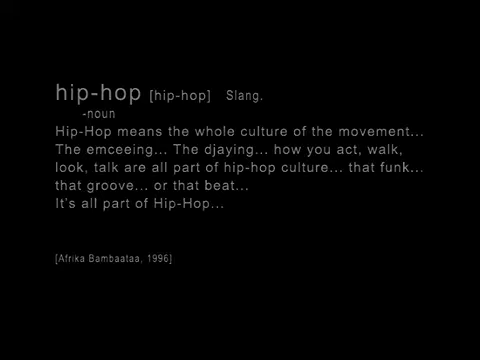 hip-hop [hip-hop] Slang.
-noun
Hip-Hop means the whole culture of the movement...
The emceeing... The djaying... how you act, walk,
look, talk are all part of hip-hop culture... that funk...
that groove... or that beat...
It's all part of Hip-Hop...
[Afrika Bambaataa, 1996]